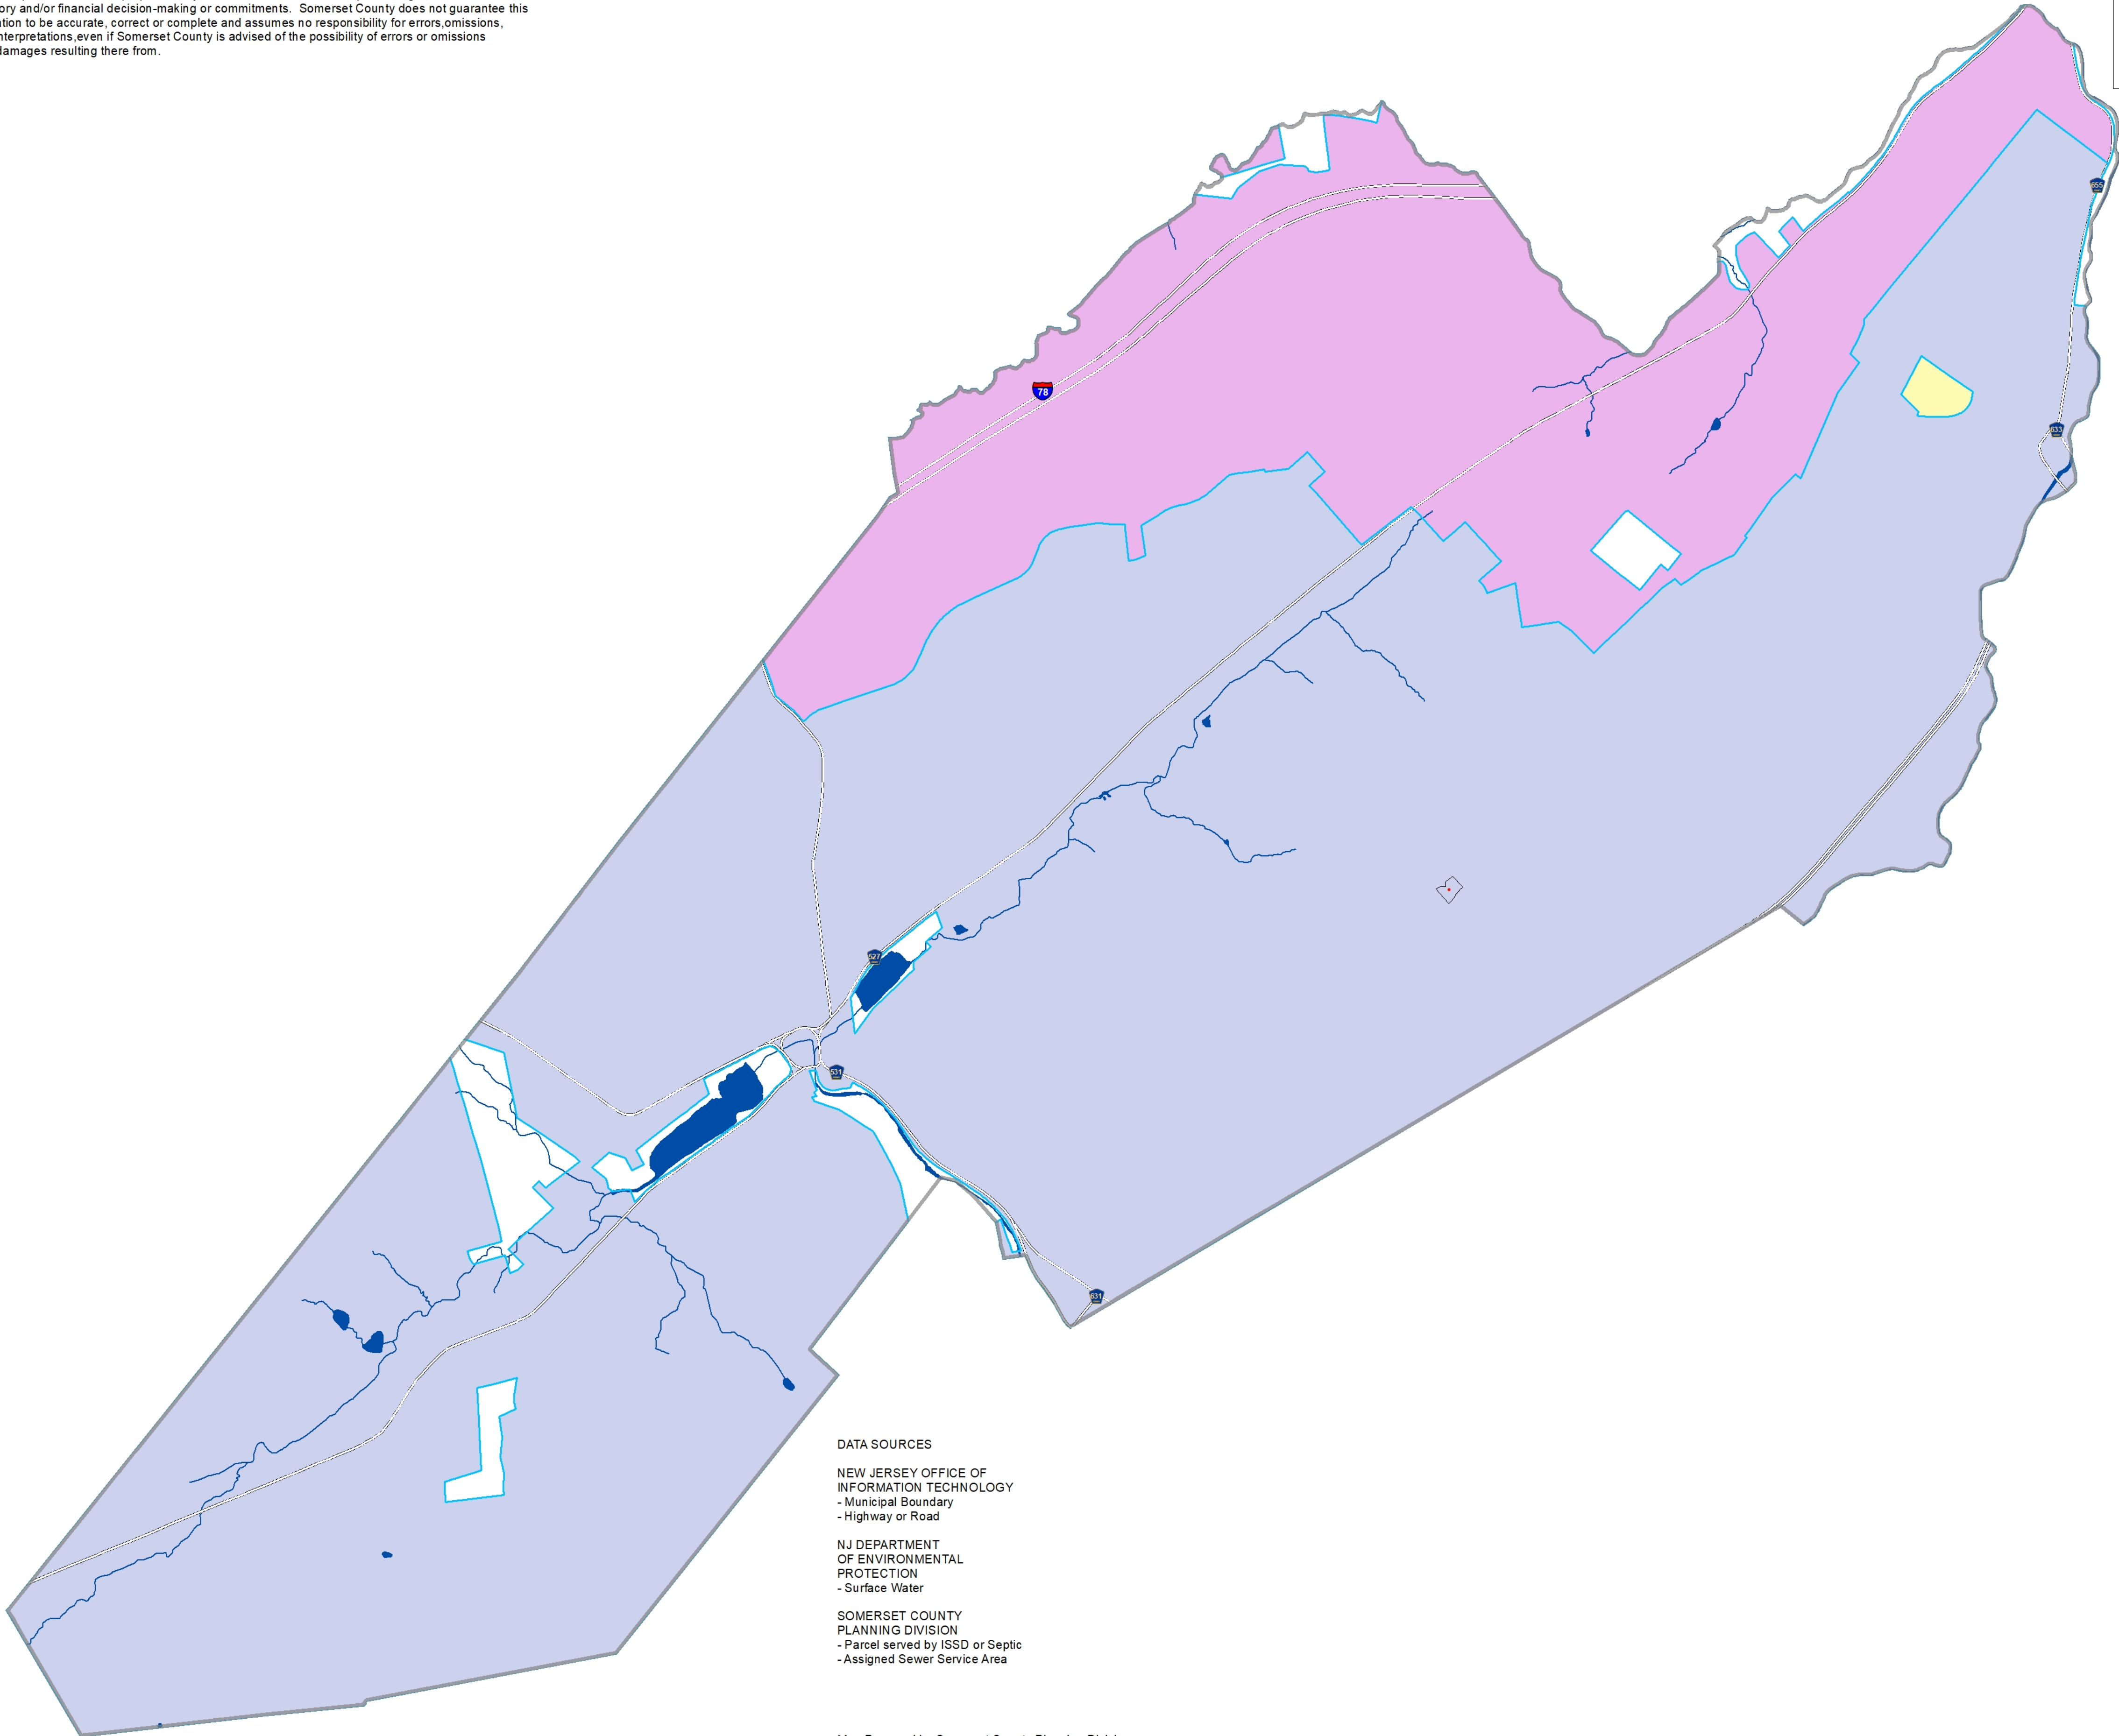 ory and/or financial decision-making or commitments. Somerset County does not guarantee this
ation to be accurate, correct or complete and assumes no responsibility for errors,omissions,
nterpretations,even if Somerset County is advised of the possibility of errors or omissions
damages resulting there from.
655
78
633
527
531
631
DATA SOURCES
NEW JERSEY OFFICE OF
INFORMATION TECHNOLOGY
- Municipal Boundary
- Highway or Road
NJ DEPARTMENT
OF ENVIRONMENTAL
PROTECTION
- Surface Water
SOMERSET COUNTY
PLANNING DIVISION
- Parcel served by ISSD or Septic
- Assigned Sewer Service Area